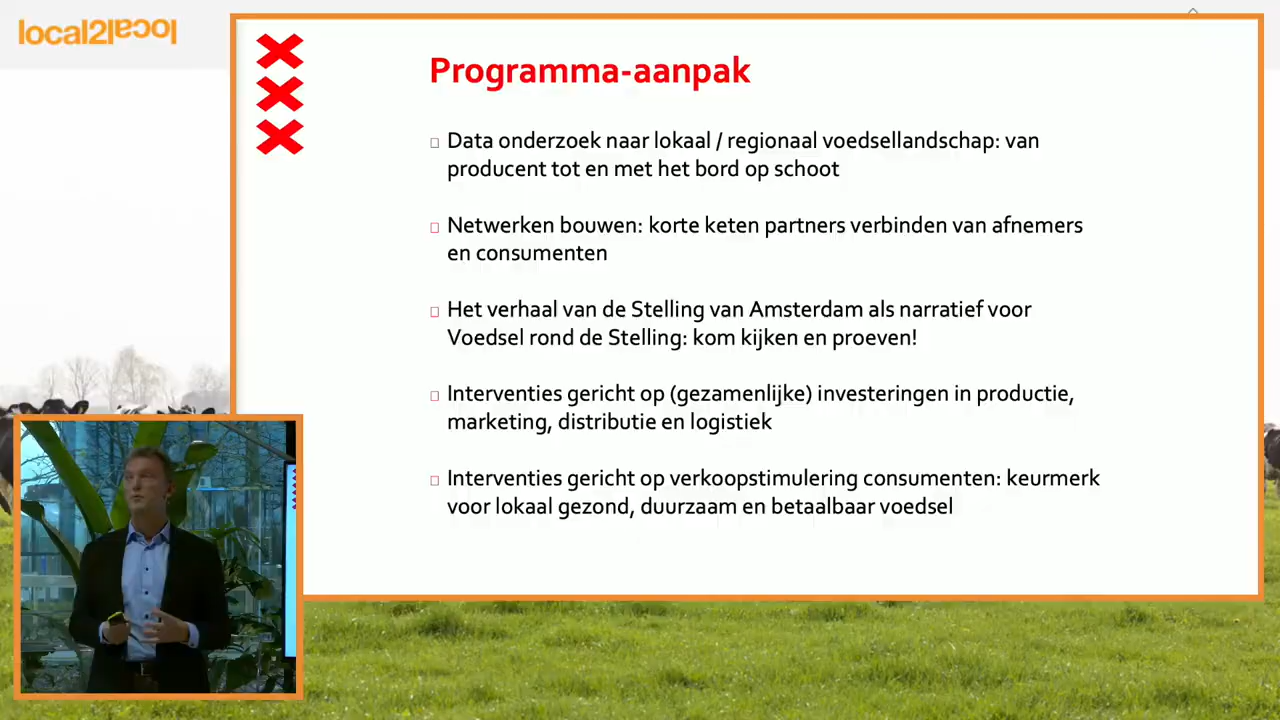 local2local
Programma-aanpak
Data onderzoek naar lokaal / regionaal voedsellandschap: van
producent tot en met het bord op schoot
Netwerken bouwen: korte keten partners verbinden van afnemers
en consumenten
Het verhaal van de Stelling van Amsterdam als narratief voor
Voedsel rond de Stelling: kom kijken en proeven!
Interventies gericht op (gezamenlijke) investeringen in productie,
marketing, distributie en logistiek
Interventies gericht op verkoopstimulering consumenten: keurmerk
voor lokaal gezond, duurzaam en betaalbaar voedsel